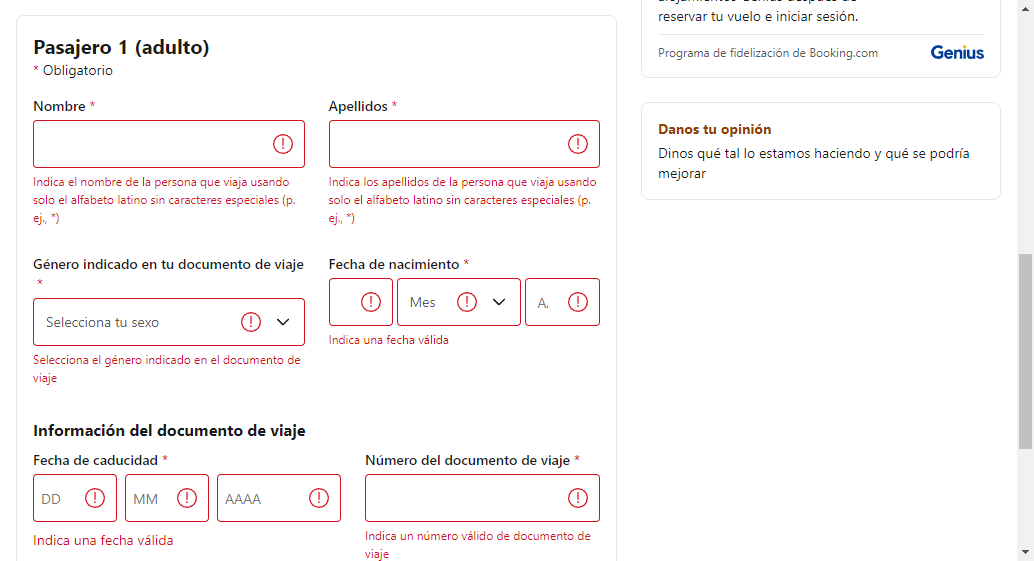 alojamientos Genius después de
reservar tu vuelo e iniciar sesión.
Programa de fidelización de Booking.com
Genius
Danos tu opinión
Dinos qué tal lo estamos haciendo y qué se podría
mejorar
Pasajero 1 (adulto)
* Obligatorio
Nombre *
Indica el nombre de la persona que viaja usando
solo el alfabeto latino sin caracteres especiales (p.
ej., *)
Apellidos *
Indica los apellidos de la persona que viaja usando
solo el alfabeto latino sin caracteres especiales (p.
ej., *)
Género indicado en tu documento de viaje
*
Selecciona tu sexo
Selecciona el género indicado en el documento de
viaje
Fecha de nacimiento *
Mes
A.
Indica una fecha válida
Información del documento de viaje
Fecha de caducidad *
DD
MM
AAAA
Indica una fecha válida
Número del documento de viaje *
Indica un número válido de documento de
viaje